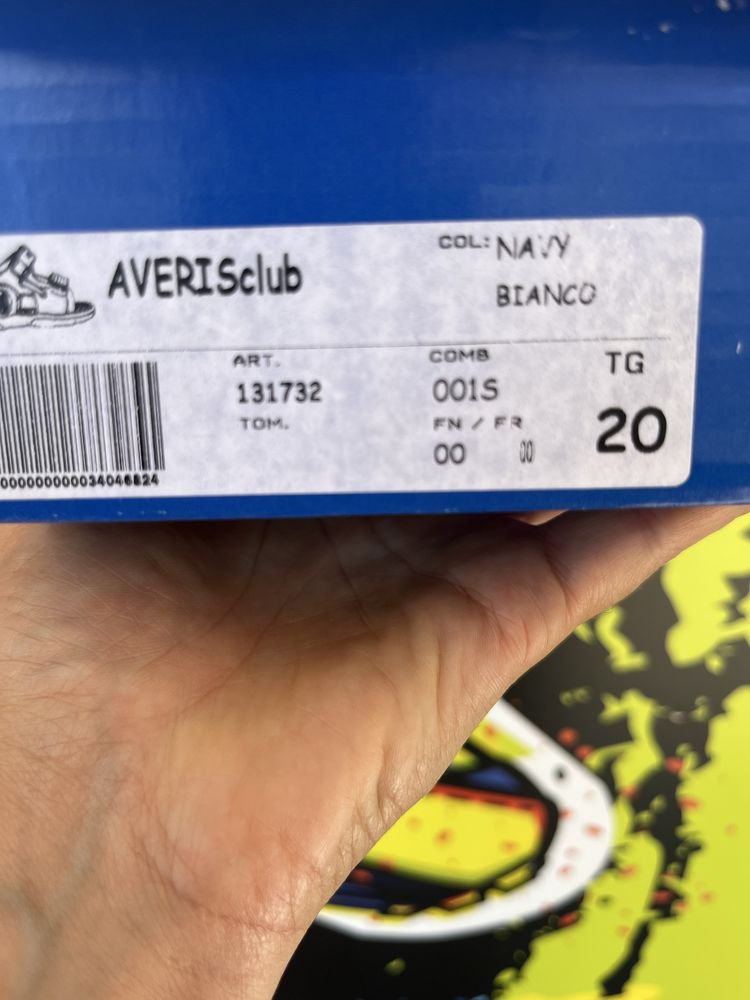 AVERISclub
COL: NAVY
BIANCO
ART.
131732
TOM.
COMB
001S
FN / FR
00 00
TG
20
000000000034046824